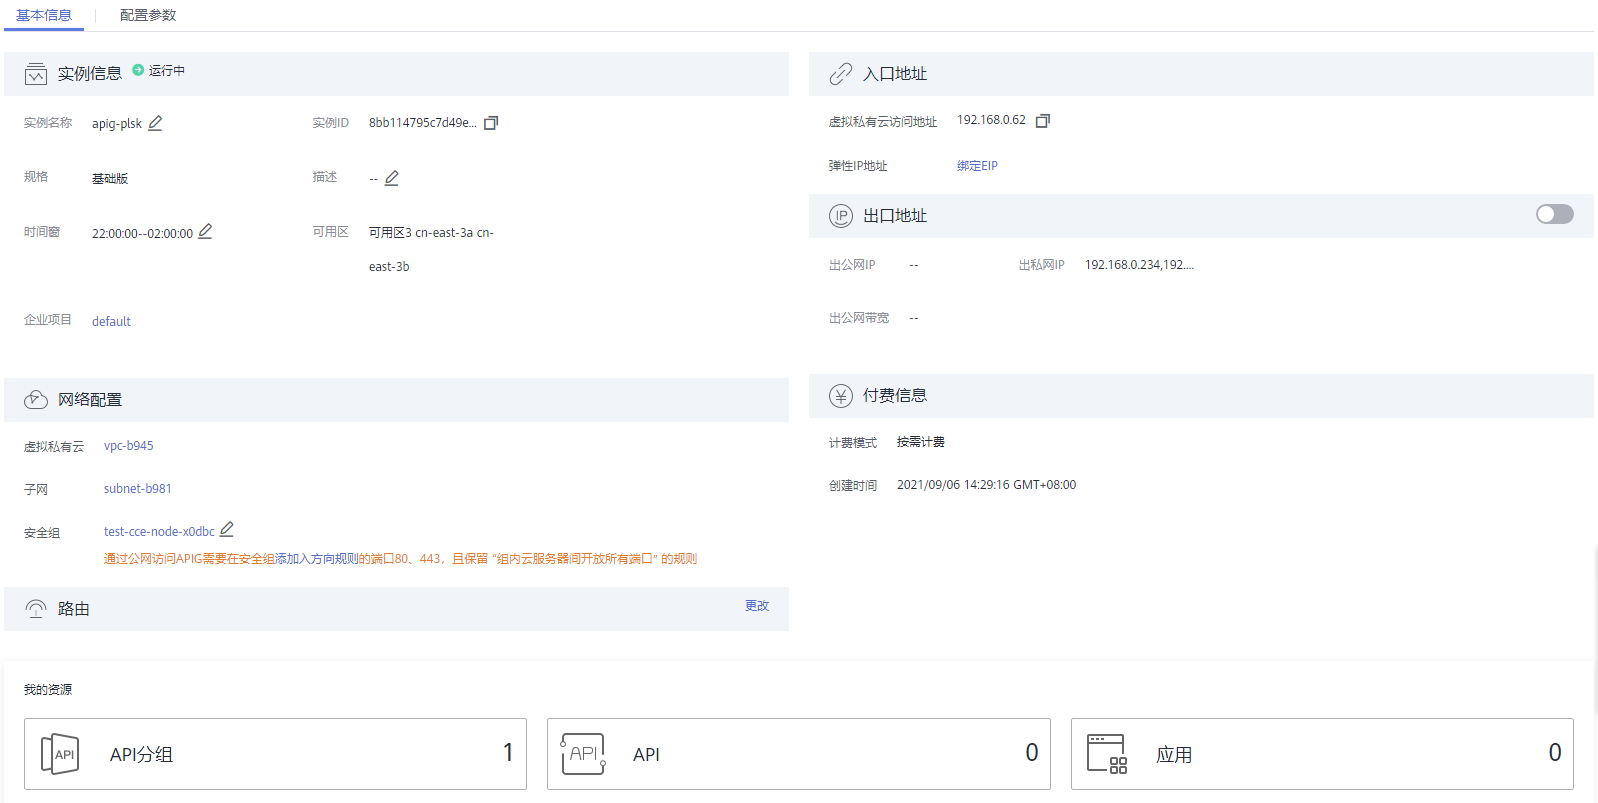 基本信息
配置参数
实例信息 运行中
实例名称 apig-plsk
实例ID 8bb114795c7d49e...
规格 基础版
描述 --
时间窗 22:00:00--02:00:00
可用区 可用区3 cn-east-3a cn-
east-3b
企业项目 default
网络配置
虚拟私有云 vpc-b945
子网 subnet-b981
安全组 test-cce-node-x0dbc
通过公网访问APIG需要在安全组添加入方向规则的端口80、443，且保留 “组内云服务器间开放所有端口” 的规则
路由 更改
入口地址
虚拟私有云访问地址 192.168.0.62
弹性IP地址 绑定EIP
IP 出口地址
出公网IP --
出私网IP 192.168.0.234,192....
出公网带宽 --
¥ 付费信息
计费模式 按需计费
创建时间 2021/09/06 14:29:16 GMT+08:00
我的资源
API API分组 1
API API 0
应用 0